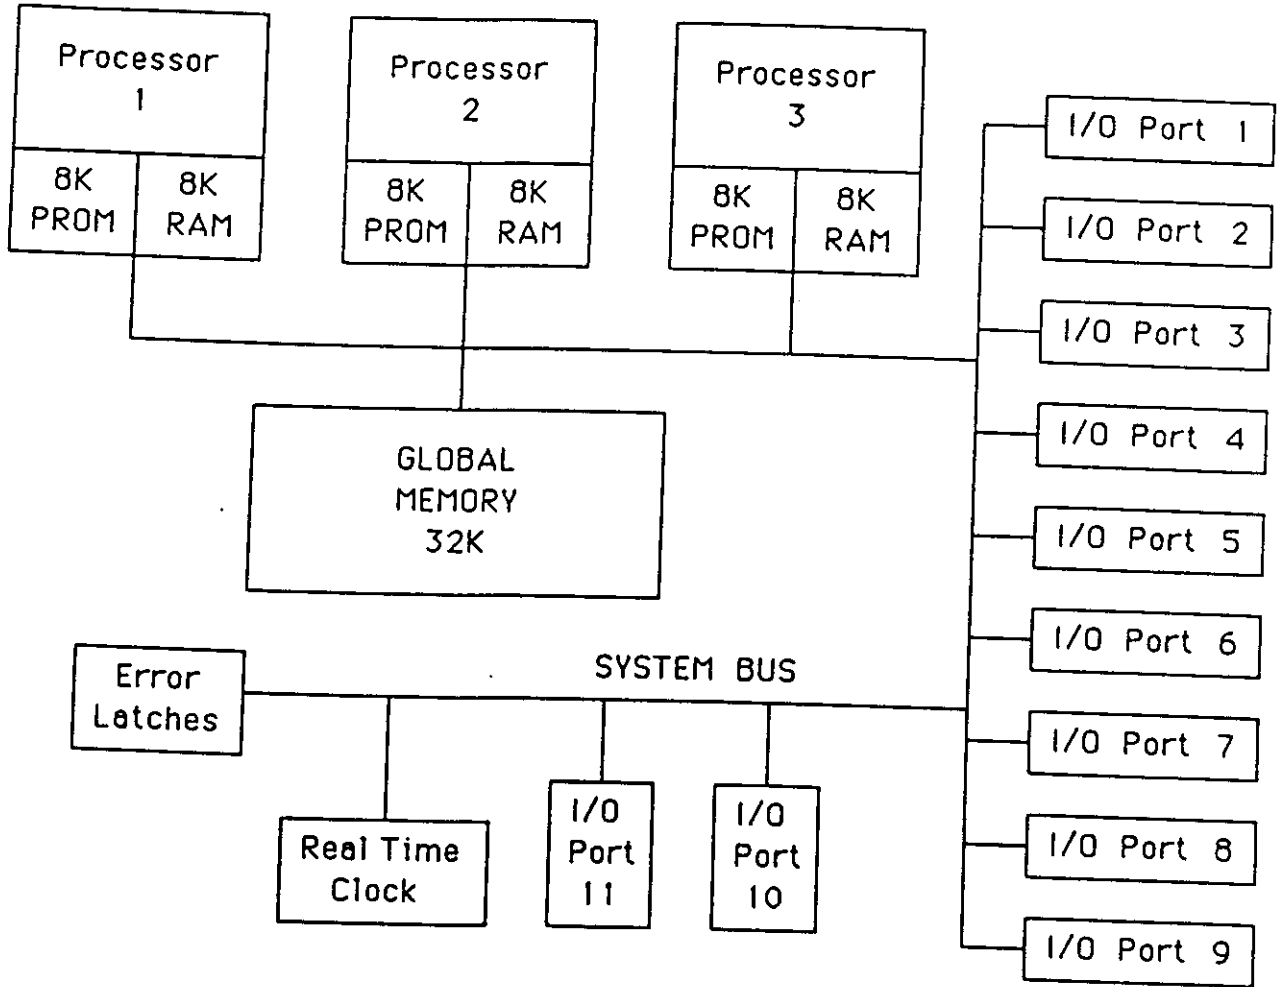 Processor
1
8K
PROM
8K
RAM
Processor
2
8K
PROM
8K
RAM
Processor
3
8K
PROM
8K
RAM
I/O Port 1
I/O Port 2
I/O Port 3
I/O Port 4
I/O Port 5
I/O Port 6
I/O Port 7
I/O Port 8
I/O Port 9
GLOBAL
MEMORY
32K
SYSTEM BUS
Error
Latches
Real Time
Clock
I/O
Port
11
I/O
Port
10